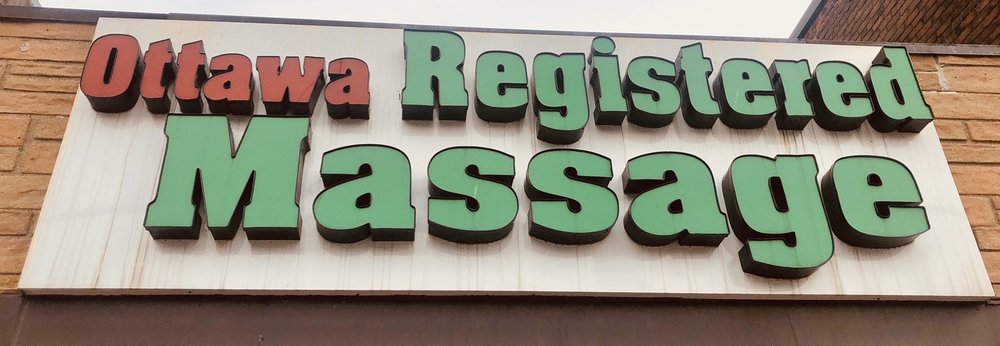 Ottawa Registered
Massage